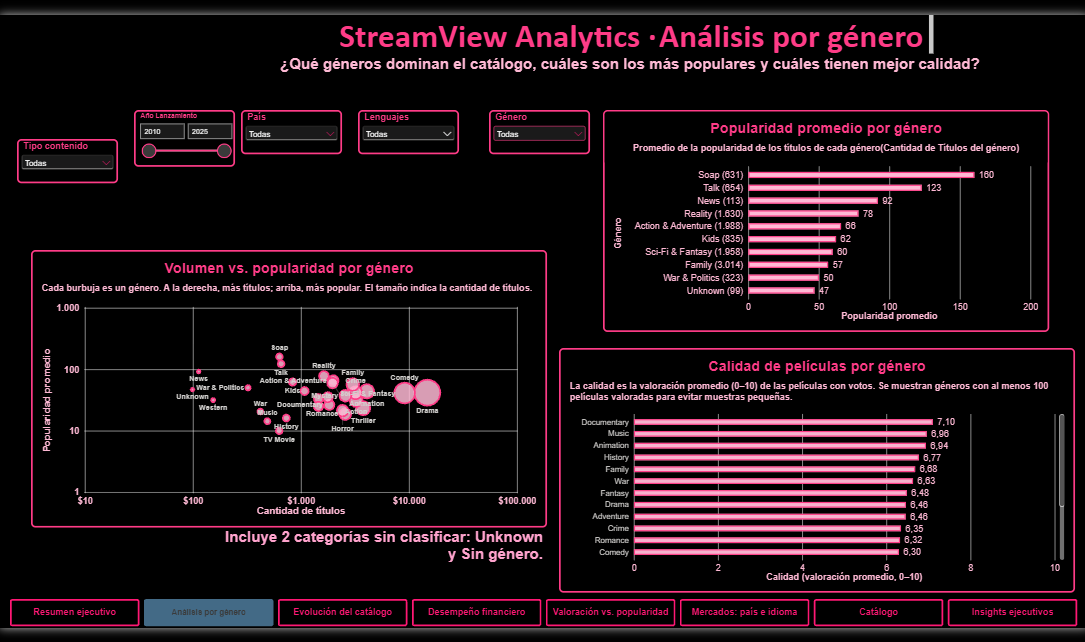 StreamView Analytics · Análisis por género
¿Qué géneros dominan el catálogo, cuáles son los más populares y cuáles tienen mejor calidad?
Tipo contenido
Todas
Año Lanzamiento
2010
2025
País
Todas
Lenguajes
Todas
Género
Todas
Popularidad promedio por género
Promedio de la popularidad de los títulos de cada género(Cantidad de Títulos del género)
Género
Soap (631) 160
Talk (654) 123
News (113) 92
Reality (1.630) 78
Action & Adventure (1.988) 66
Kids (835) 62
Sci-Fi & Fantasy (1.958) 60
Family (3.014) 57
War & Politics (323) 50
Unknown (99) 47
0 50 100 150 200
Popularidad promedio
Volumen vs. popularidad por género
Cada burbuja es un género. A la derecha, más títulos; arriba, más popular. El tamaño indica la cantidad de títulos.
Popularidad promedio
1.000
100
10
1
Soap
Talk
News
Reality
Family
Crime
Comedy
Action & Adventure
War & Politics
Kids
Unknown
Western
Mystery
Fantasy
Animation
War
Documentary
Music
Romance
Drama
Thriller
History
Horror
TV Movie
$10 $100 $1.000 $10.000 $100.000
Cantidad de títulos
Incluye 2 categorías sin clasificar: Unknown
y Sin género.
Calidad de películas por género
La calidad es la valoración promedio (0–10) de las películas con votos. Se muestran géneros con al menos 100
películas valoradas para evitar muestras pequeñas.
Documentary 7,10
Music 6,96
Animation 6,94
History 6,77
Family 6,68
War 6,63
Fantasy 6,48
Drama 6,46
Adventure 6,46
Crime 6,35
Romance 6,32
Comedy 6,30
0 2 4 6 8 10
Calidad (valoración promedio, 0–10)
Resumen ejecutivo
Análisis por género
Evolución del catálogo
Desempeño financiero
Valoración vs. popularidad
Mercados: país e idioma
Catálogo
Insights ejecutivos